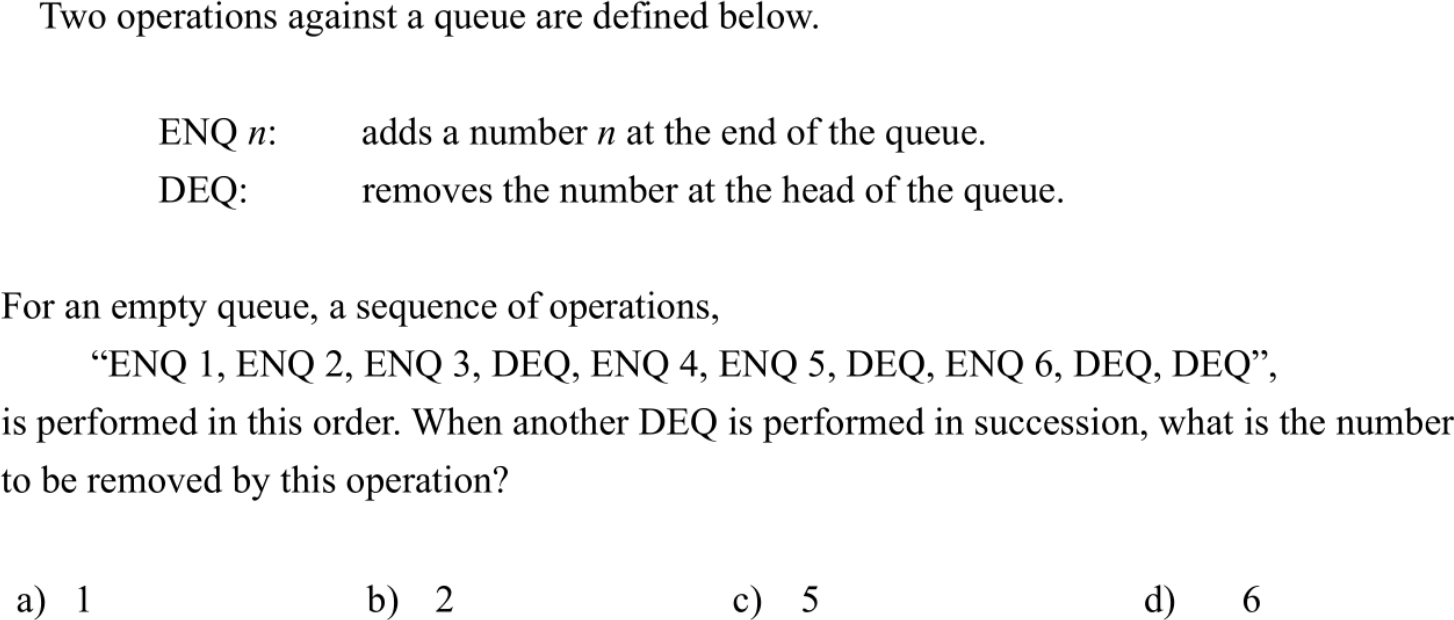 Two operations against a queue are defined below.
ENQ n: adds a number n at the end of the queue.
DEQ: removes the number at the head of the queue.
For an empty queue, a sequence of operations,
“ENQ 1, ENQ 2, ENQ 3, DEQ, ENQ 4, ENQ 5, DEQ, ENQ 6, DEQ, DEQ”,
is performed in this order. When another DEQ is performed in succession, what is the number
to be removed by this operation?
a) 1 b) 2 c) 5 d) 6